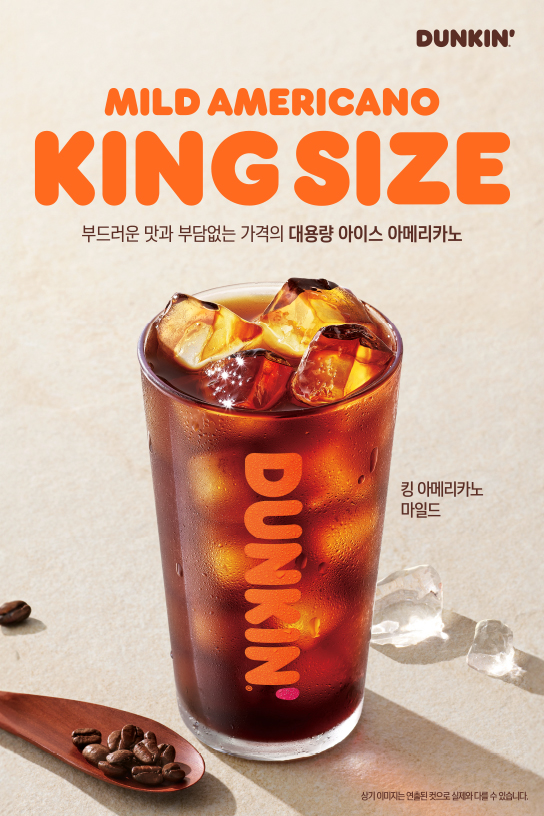 DUNKIN'
MILD AMERICANO
KING SIZE
부드러운 맛과 부담없는 가격의 대용량 아이스 아메리카노
DUNKIN'
킹 아메리카노
마일드
상기 이미지는 연출된 컷으로 실제와 다를 수 있습니다.